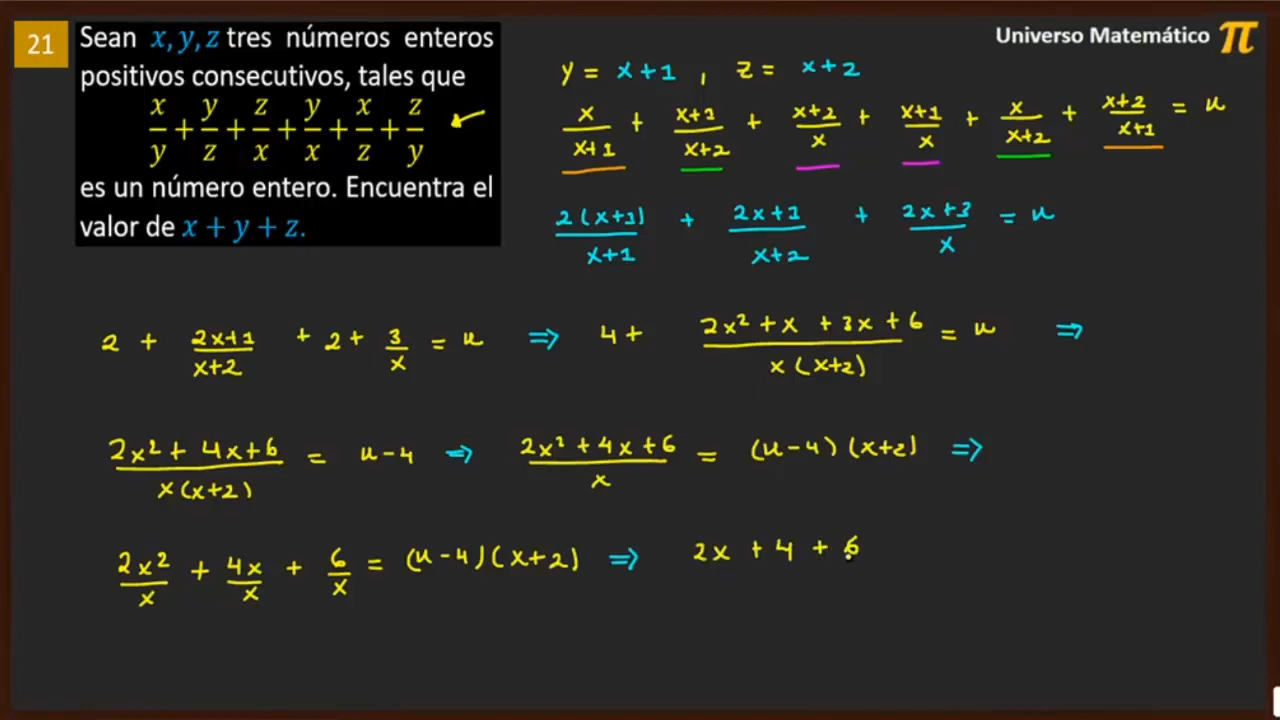 21
Sean x, y, z tres números enteros
positivos consecutivos, tales que
x/y + y/z + z/x + y/x + x/z + z/y
es un número entero. Encuentra el
valor de x + y + z.
Universo Matemático π
y = x+1 , z = x+2
x/(x+1) + (x+1)/(x+2) + (x+2)/x + (x+1)/x + x/(x+2) + (x+2)/(x+1) = u
2(x+1)/(x+1) + (2x+1)/(x+2) + (2x+3)/x = u
2 + (2x+1)/(x+2) + 2 + 3/x = u ⇒ 4 + (2x² + x + 3x + 6)/(x(x+2)) = u ⇒
(2x² + 4x + 6)/(x(x+2)) = u - 4 ⇒ (2x² + 4x + 6)/x = (u-4)(x+2) ⇒
2x²/x + 4x/x + 6/x = (u-4)(x+2) ⇒ 2x + 4 + 6